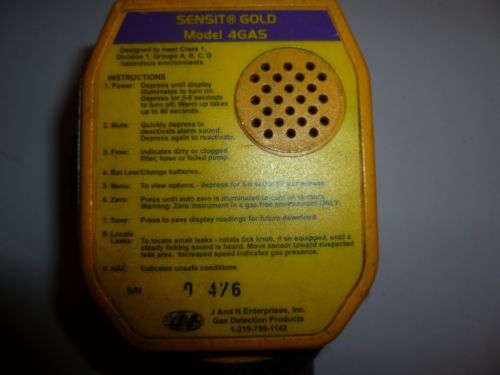 SENSIT® GOLD
Model 4GAS
Designed to meet Class 1,
Division 1, Groups A, B, C, D
hazardous environments.
INSTRUCTIONS
1. Power: Depress until display
illuminates to turn on.
Depress for 5-6 seconds
to turn off. Warm up takes
up to 60 seconds.
2. Mute: Quickly depress to
deactivate alarm sound.
Depress again to reactivate.
3. Flow: Indicates dirty or clogged
filter, hose or failed pump.
4. Bat Low: Change batteries.
5. Menu: To view options - depress for 5-6 seconds and release.
6. Zero: Press until auto zero is illuminated to zero all sensors.
Warning: Zero instrument in a gas free environment ONLY.
7. Save: Press to save display readings for future download.
8. Locate
Leaks: To locate small leaks - rotate tick knob, if so equipped, until a
steady ticking sound is heard. Move sensor toward suspected
leak area. Increased speed indicates gas presence.
9. HAZ: Indicates unsafe conditions
S/N 476
J And N Enterprises, Inc.
Gas Detection Products
1-219-759-1142